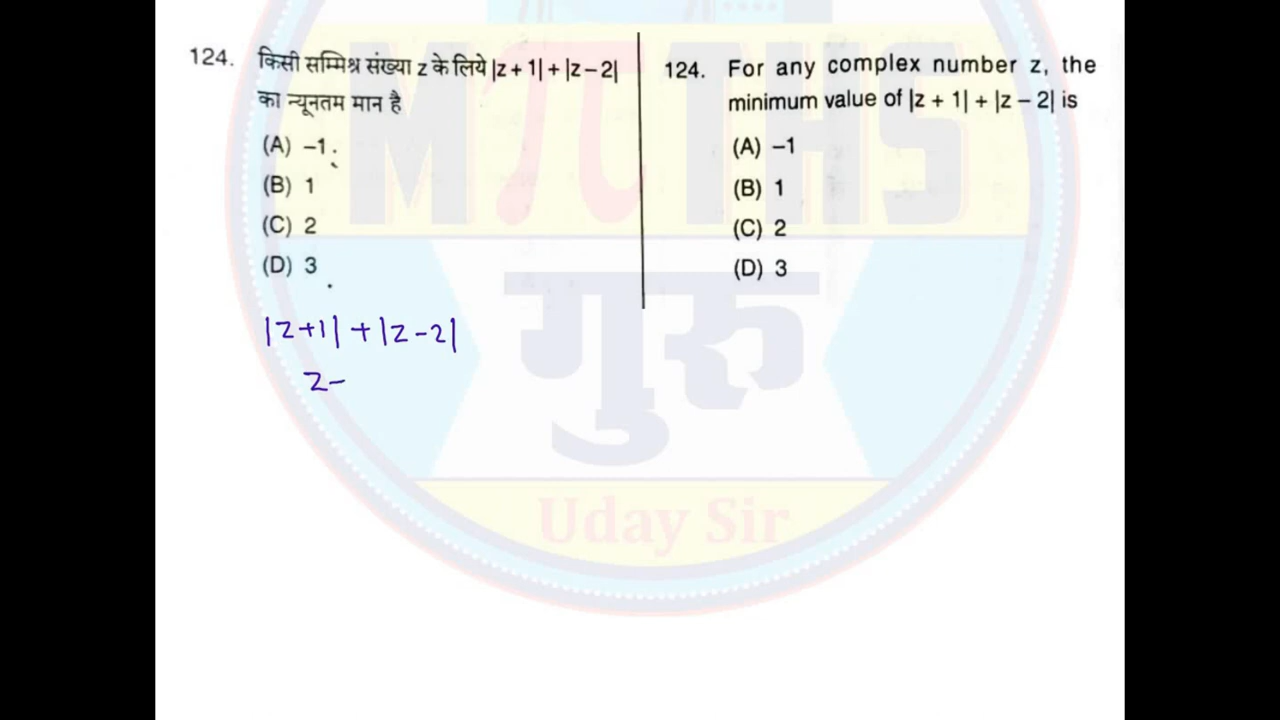 124. किसी सम्मिश्र संख्या z के लिये |z + 1| + |z – 2|
का न्यूनतम मान है
(A) –1
(B) 1
(C) 2
(D) 3
124. For any complex number z, the
minimum value of |z + 1| + |z – 2| is
(A) –1
(B) 1
(C) 2
(D) 3
|z+1| + |z-2|
z-
MπTHS
गुरु
Uday Sir